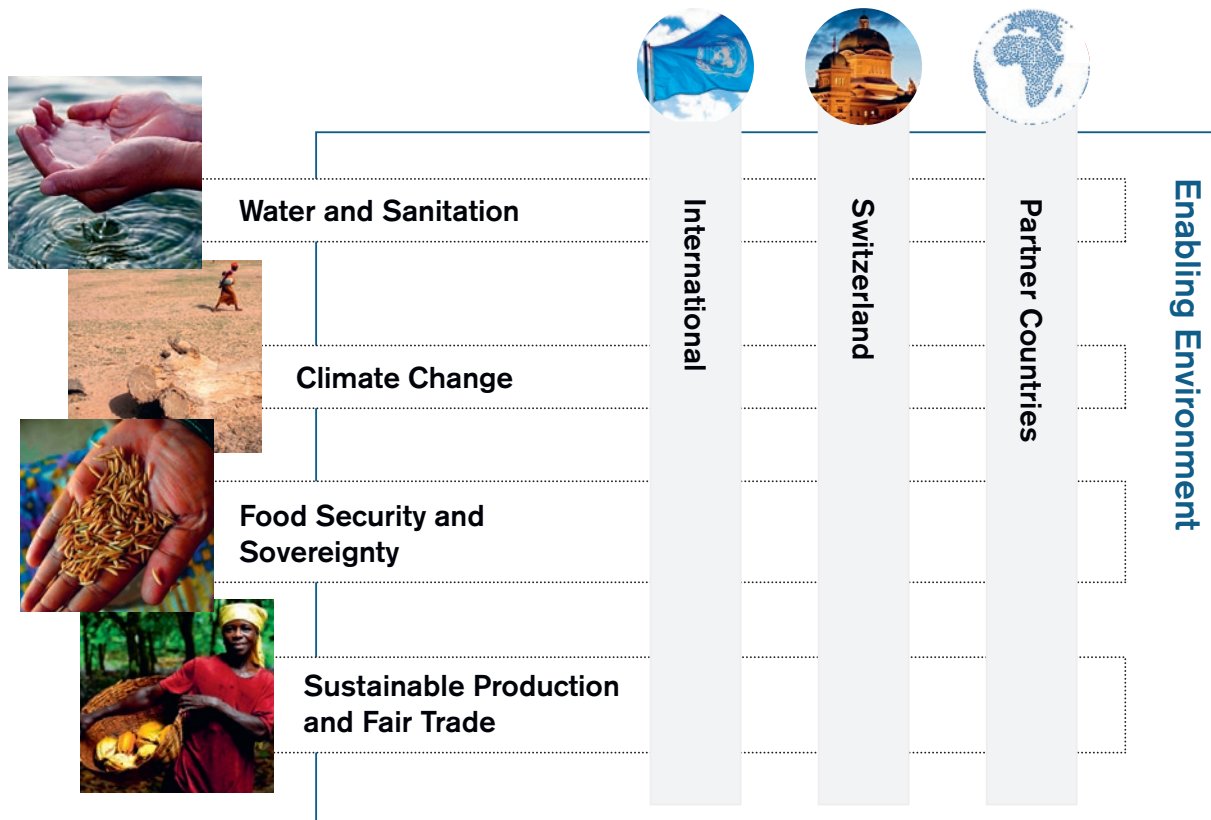 International
Switzerland
Partner Countries
Enabling Environment
Water and Sanitation
Climate Change
Food Security and
Sovereignty
Sustainable Production
and Fair Trade